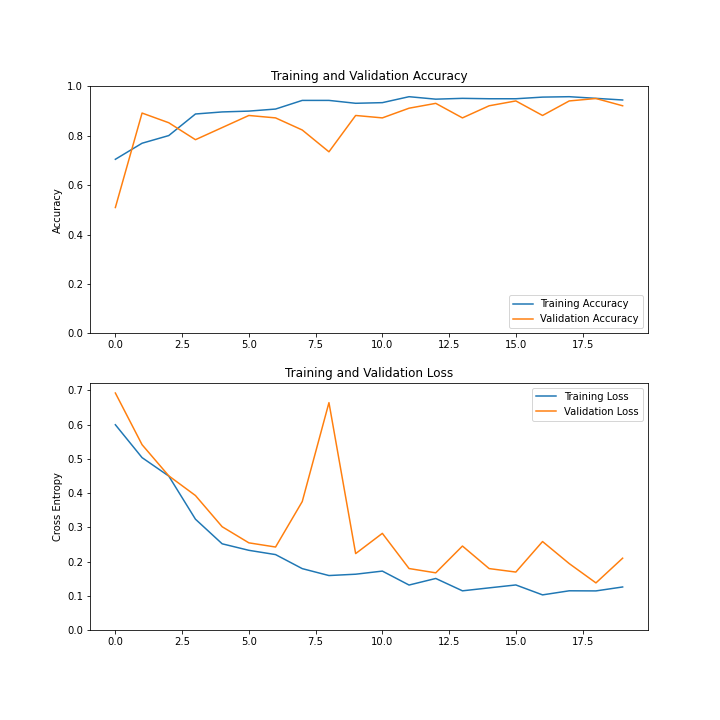 Training and Validation Accuracy
1.0
0.8
0.6
0.4
0.2
0.0
Accuracy
Training Accuracy
Validation Accuracy
0.0 2.5 5.0 7.5 10.0 12.5 15.0 17.5
Training and Validation Loss
0.7
0.6
0.5
0.4
0.3
0.2
0.1
0.0
Cross Entropy
Training Loss
Validation Loss
0.0 2.5 5.0 7.5 10.0 12.5 15.0 17.5